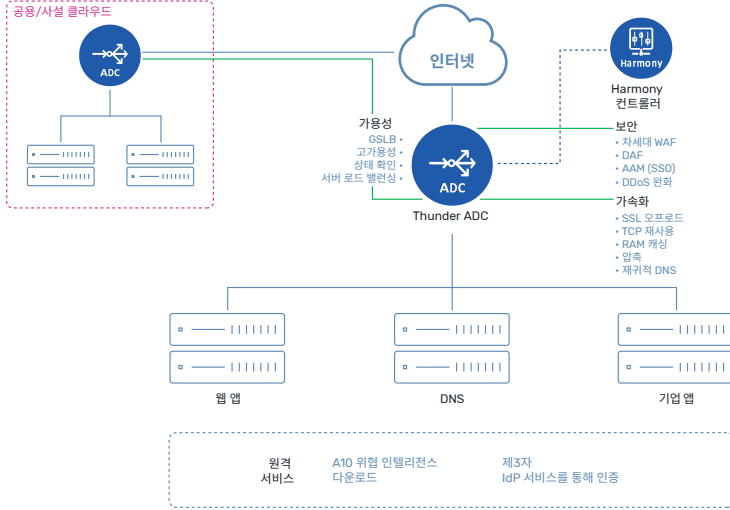 공용/사설 클라우드
ADC
인터넷
Harmony
Harmony
컨트롤러
가용성
GSLB •
고가용성 •
상태 확인 •
서버 로드 밸런싱 •
ADC
Thunder ADC
보안
• 차세대 WAF
• DAF
• AAM (SSO)
• DDoS 완화
가속화
• SSL 오프로드
• TCP 재사용
• RAM 캐싱
• 압축
• 재귀적 DNS
웹 앱
DNS
기업 앱
원격
서비스
A10 위협 인텔리전스
다운로드
제3자
IdP 서비스를 통해 인증